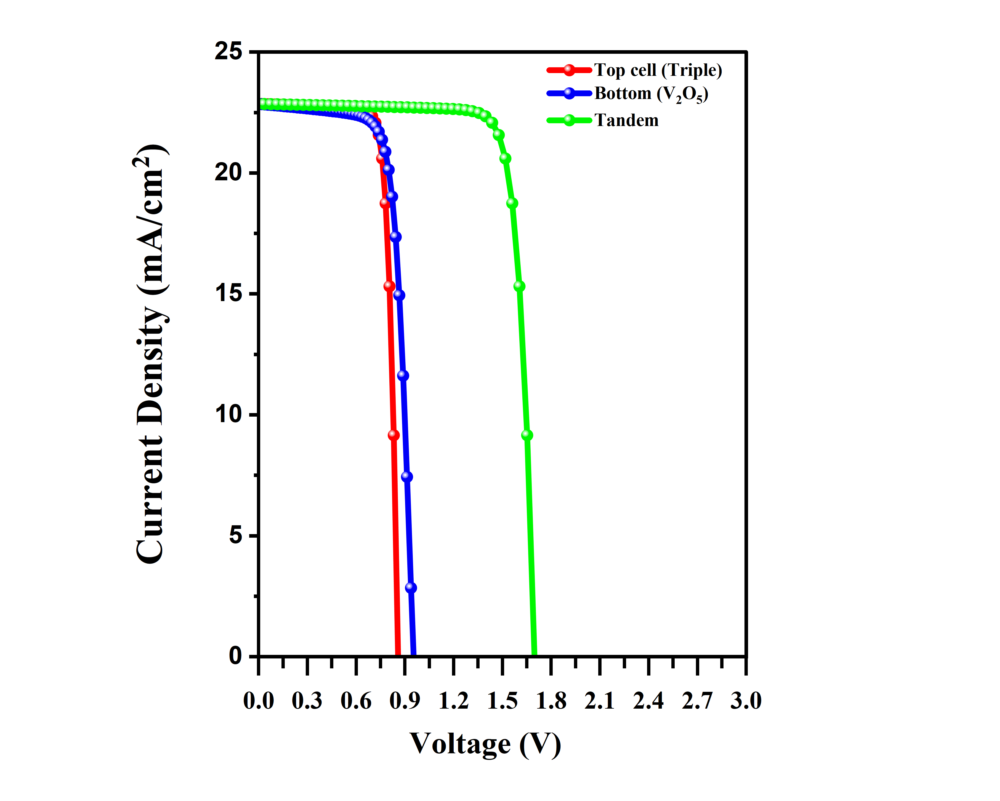 Current Density (mA/cm²)
25
20
15
10
5
0
Top cell (Triple)
Bottom (V₂O₅)
Tandem
0.0 0.3 0.6 0.9 1.2 1.5 1.8 2.1 2.4 2.7 3.0
Voltage (V)